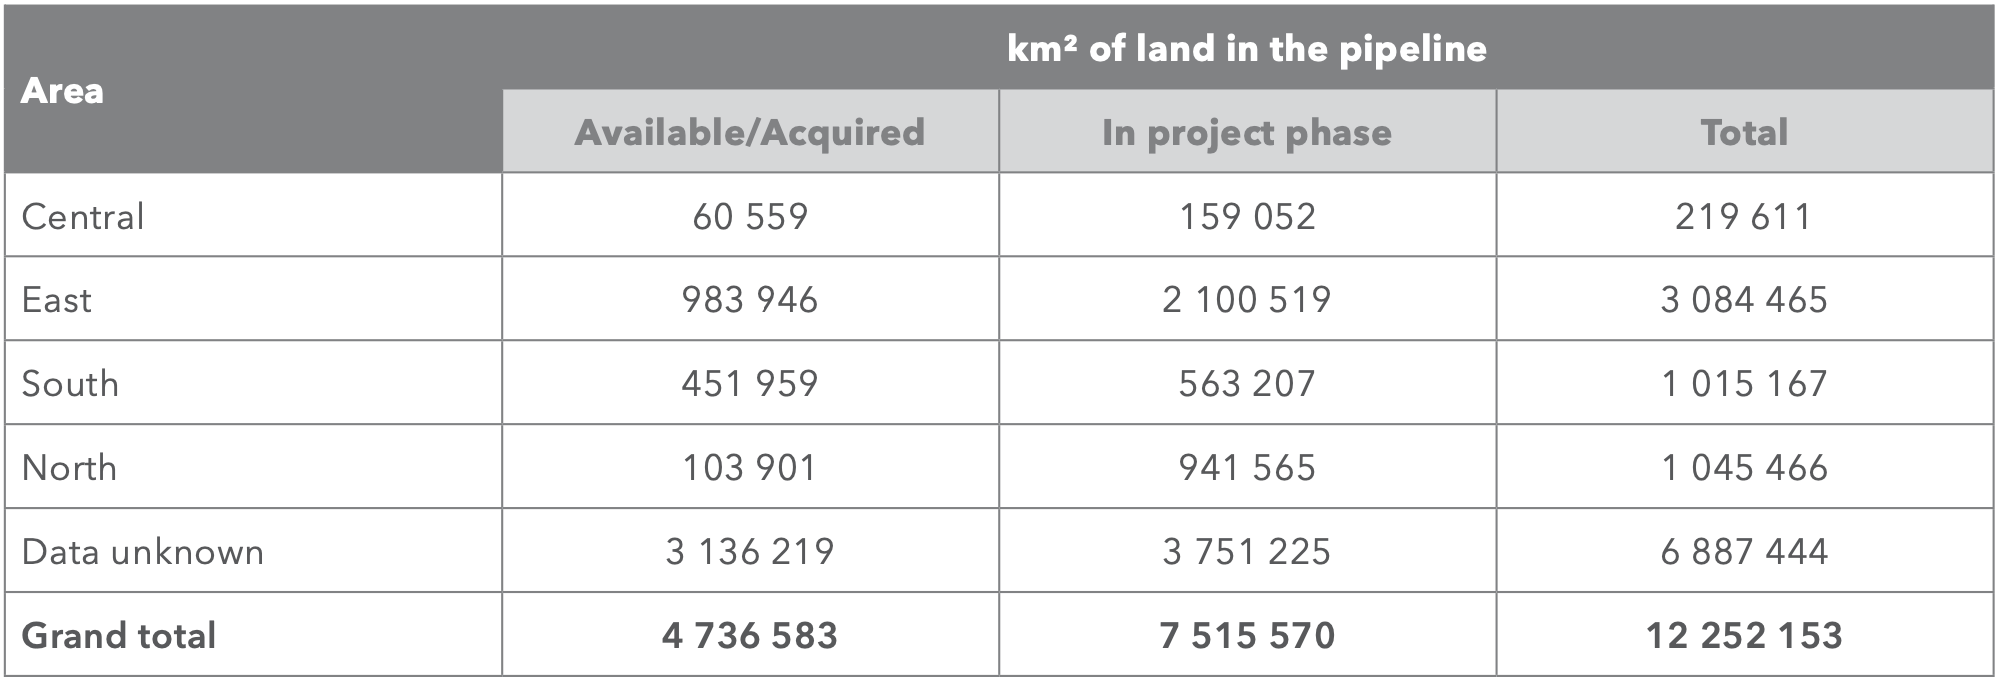 km² of land in the pipeline
Area
Available/Acquired In project phase Total
Central 60 559 159 052 219 611
East 983 946 2 100 519 3 084 465
South 451 959 563 207 1 015 167
North 103 901 941 565 1 045 466
Data unknown 3 136 219 3 751 225 6 887 444
Grand total 4 736 583 7 515 570 12 252 153